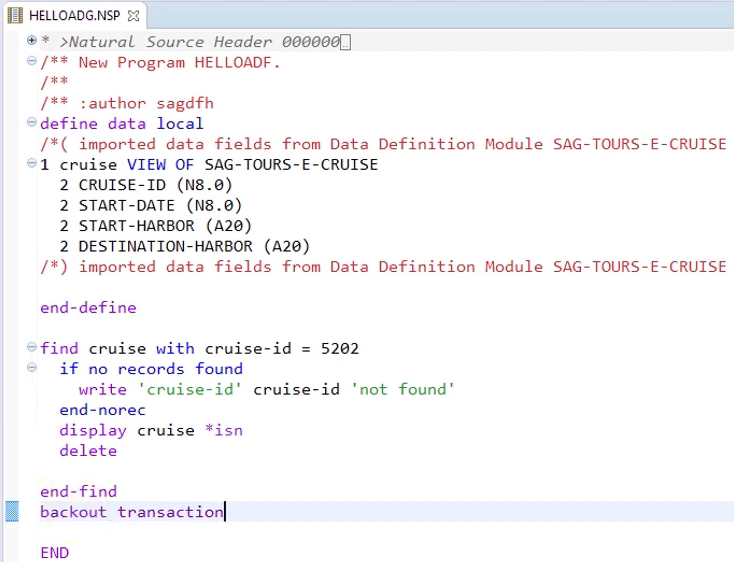 HELLOADG.NSP
* >Natural Source Header 000000..
/** New Program HELLOADF.
/**
/** :author sagdfh
define data local
/*( imported data fields from Data Definition Module SAG-TOURS-E-CRUISE
1 cruise VIEW OF SAG-TOURS-E-CRUISE
2 CRUISE-ID (N8.0)
2 START-DATE (N8.0)
2 START-HARBOR (A20)
2 DESTINATION-HARBOR (A20)
/*) imported data fields from Data Definition Module SAG-TOURS-E-CRUISE
end-define
find cruise with cruise-id = 5202
if no records found
write 'cruise-id' cruise-id 'not found'
end-norec
display cruise *isn
delete
end-find
backout transaction
END